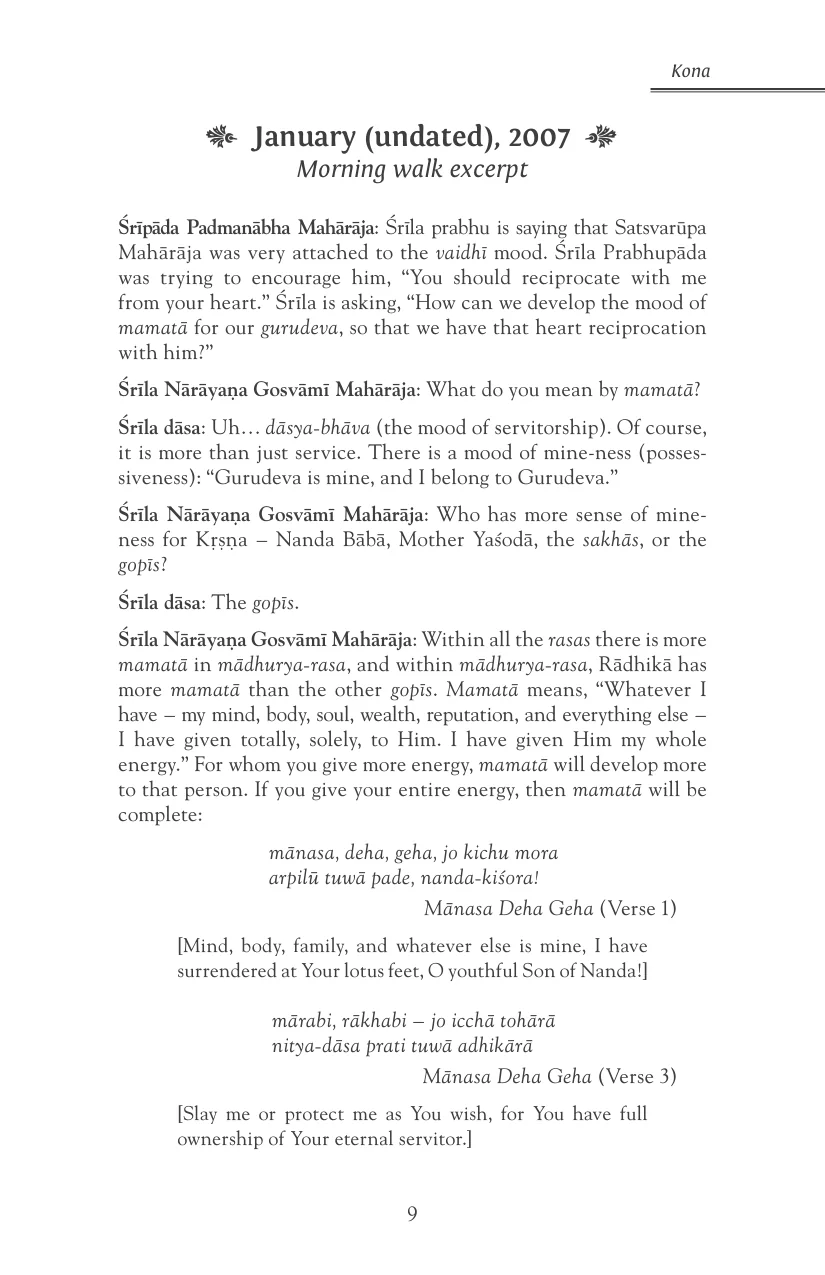 Kona
January (undated), 2007
Morning walk excerpt
Śrīpāda Padmanābha Mahārāja: Śrīla prabhu is saying that Satsvarūpa
Mahārāja was very attached to the vaidhī mood. Śrīla Prabhupāda
was trying to encourage him, “You should reciprocate with me
from your heart.” Śrīla is asking, “How can we develop the mood of
mamatā for our gurudeva, so that we have that heart reciprocation
with him?”
Śrīla Nārāyaṇa Gosvāmī Mahārāja: What do you mean by mamatā?
Śrīla dāsa: Uh… dāsya-bhāva (the mood of servitorship). Of course,
it is more than just service. There is a mood of mine-ness (posses-
siveness): “Gurudeva is mine, and I belong to Gurudeva.”
Śrīla Nārāyaṇa Gosvāmī Mahārāja: Who has more sense of mine-
ness for Kṛṣṇa – Nanda Bābā, Mother Yaśodā, the sakhās, or the
gopīs?
Śrīla dāsa: The gopīs.
Śrīla Nārāyaṇa Gosvāmī Mahārāja: Within all the rasas there is more
mamatā in mādhurya-rasa, and within mādhurya-rasa, Rādhikā has
more mamatā than the other gopīs. Mamatā means, “Whatever I
have – my mind, body, soul, wealth, reputation, and everything else –
I have given totally, solely, to Him. I have given Him my whole
energy.” For whom you give more energy, mamatā will develop more
to that person. If you give your entire energy, then mamatā will be
complete:
mānasa, deha, geha, jo kichu mora
arpilū tuwā pade, nanda-kiśora!
Mānasa Deha Geha (Verse 1)
[Mind, body, family, and whatever else is mine, I have
surrendered at Your lotus feet, O youthful Son of Nanda!]
mārabi, rākhabi – jo icchā tohārā
nitya-dāsa prati tuwā adhikārā
Mānasa Deha Geha (Verse 3)
[Slay me or protect me as You wish, for You have full
ownership of Your eternal servitor.]
9